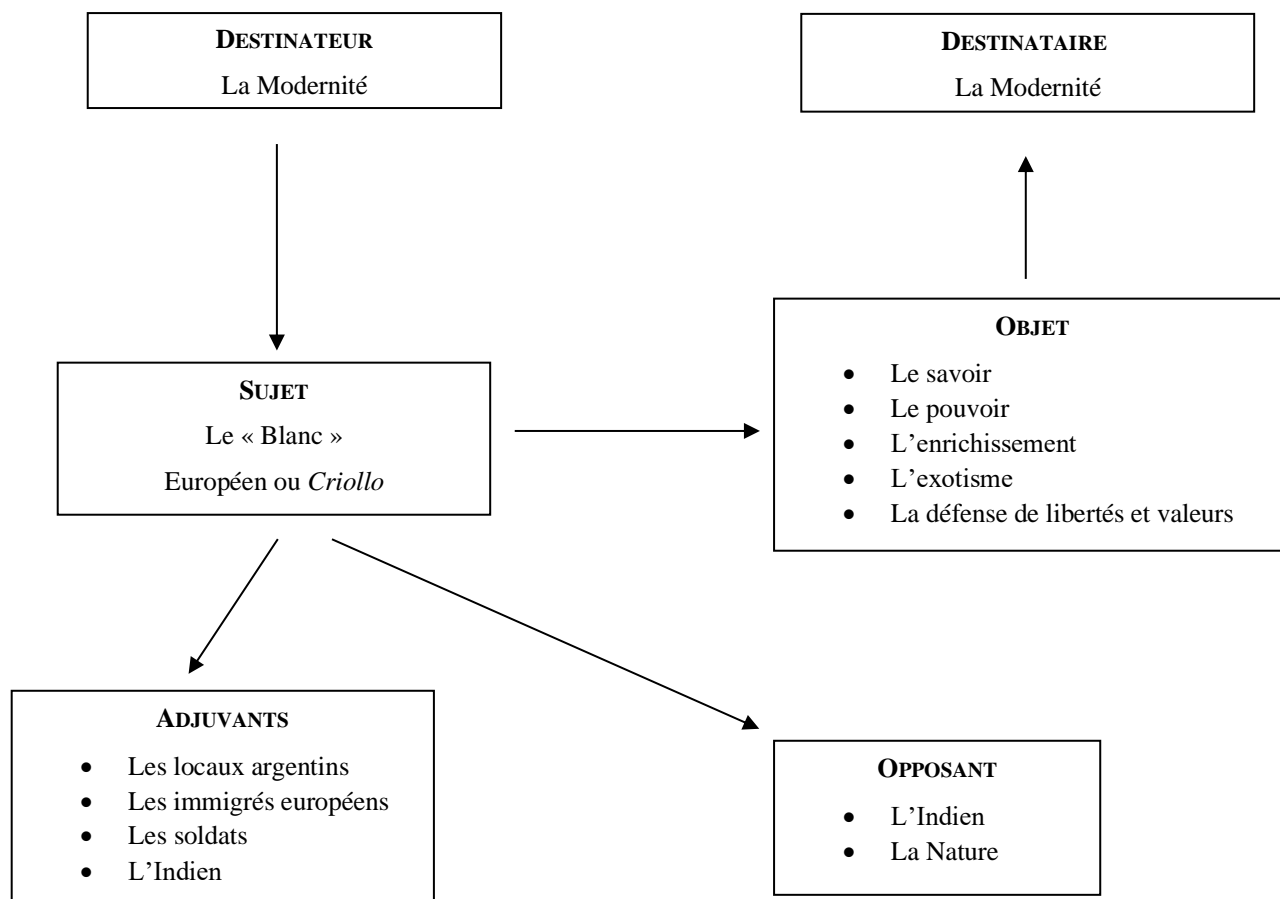 DESTINATEUR
La Modernité
DESTINATAIRE
La Modernité
SUJET
Le « Blanc »
Européen ou Criollo
OBJET
• Le savoir
• Le pouvoir
• L’enrichissement
• L’exotisme
• La défense de libertés et valeurs
ADJUVANTS
• Les locaux argentins
• Les immigrés européens
• Les soldats
• L’Indien
OPPOSANT
• L’Indien
• La Nature